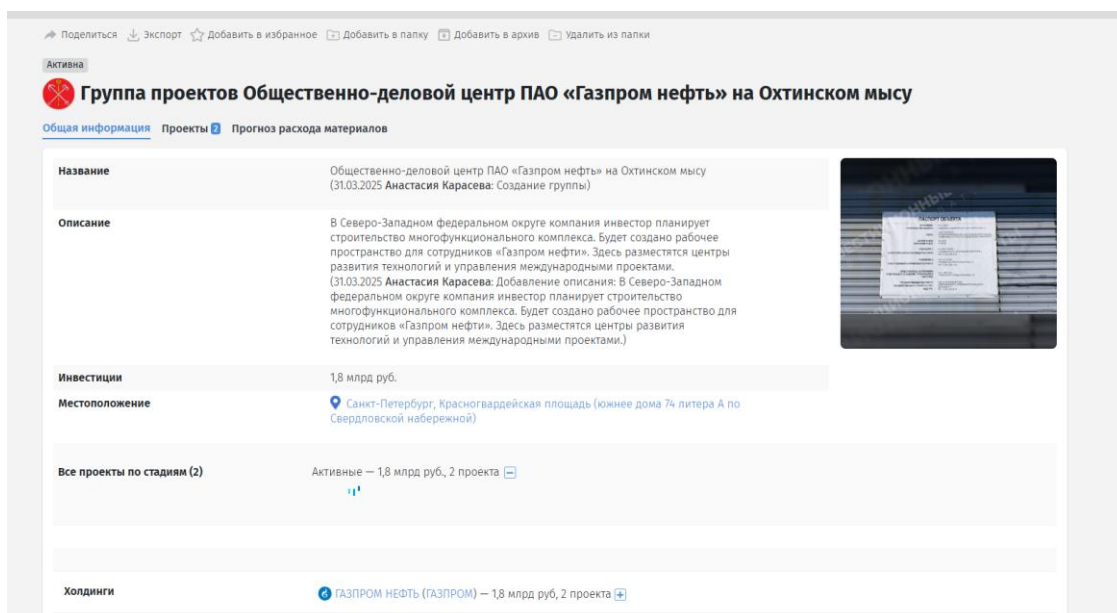 Поделиться Экспорт Добавить в избранное Добавить в папку Добавить в архив Удалить из папки
Активна
Группа проектов Общественно-деловой центр ПАО «Газпром нефть» на Охтинском мысу
Общая информация Проекты 2 Прогноз расхода материалов
Название
Общественно-деловой центр ПАО «Газпром нефть» на Охтинском мысу
(31.03.2025 Анастасия Карасева: Создание группы)
Описание
В Северо-Западном федеральном округе компания инвестор планирует
строительство многофункционального комплекса. Будет создано рабочее
пространство для сотрудников «Газпром нефти». Здесь разместятся центры
развития технологий и управления международными проектами.
(31.03.2025 Анастасия Карасева: Добавление описания: В Северо-Западном
федеральном округе компания инвестор планирует строительство
многофункционального комплекса. Будет создано рабочее пространство для
сотрудников «Газпром нефти». Здесь разместятся центры развития
технологий и управления международными проектами.)
ПАСПОРТ ОБЪЕКТА
Инвестиции 1,8 млрд руб.
Местоположение
Санкт-Петербург, Красногвардейская площадь (южнее дома 74 литера А по
Свердловской набережной)
Все проекты по стадиям (2) Активные — 1,8 млрд руб., 2 проекта
Холдинги ГАЗПРОМ НЕФТЬ (ГАЗПРОМ) — 1,8 млрд руб, 2 проекта